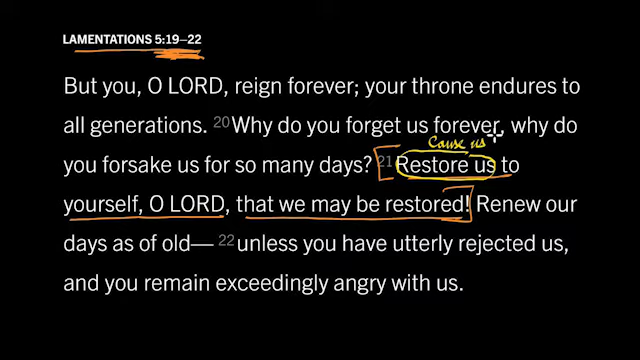 LAMENTATIONS 5:19–22
But you, O LORD, reign forever; your throne endures to
all generations. 20 Why do you forget us forever, why do
Cause us
you forsake us for so many days? 21 Restore us to
yourself, O LORD, that we may be restored! Renew our
days as of old— 22 unless you have utterly rejected us,
and you remain exceedingly angry with us.